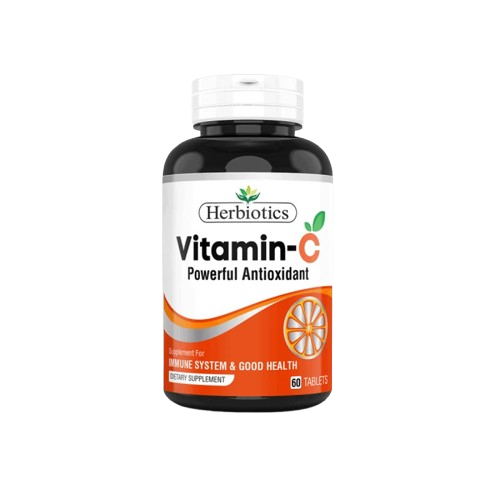 Herbiotics
Vitamin-C
Powerful Antioxidant
Supplement For
IMMUNE SYSTEM & GOOD HEALTH
DIETARY SUPPLEMENT
60 TABLETS